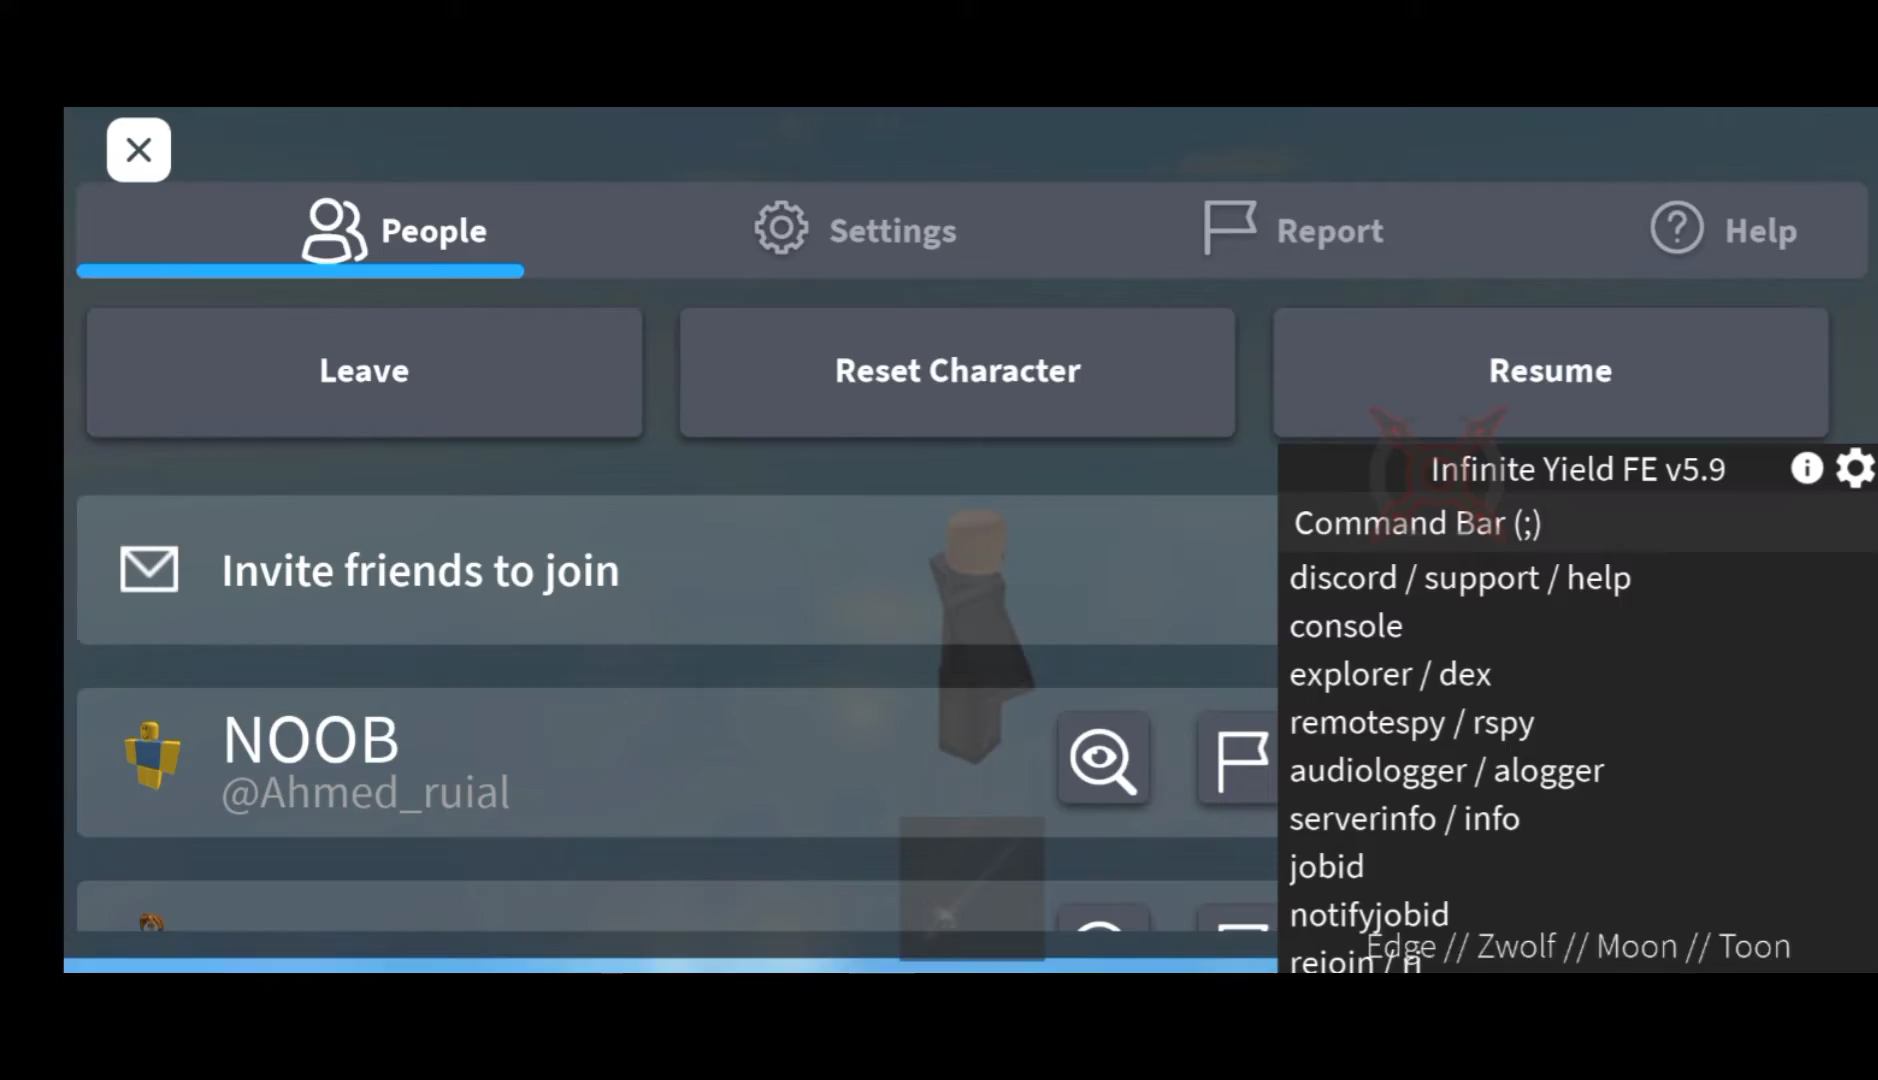 People
Settings
Report
Help
Leave
Reset Character
Resume
Infinite Yield FE v5.9
Command Bar (;)
Invite friends to join
discord / support / help
console
explorer / dex
remotespy / rspy
audiologger / alogger
serverinfo / info
jobid
notifyjobid
rejoin / rj
Edge // Zwolf // Moon // Toon
NOOB
@Ahmed_ruial